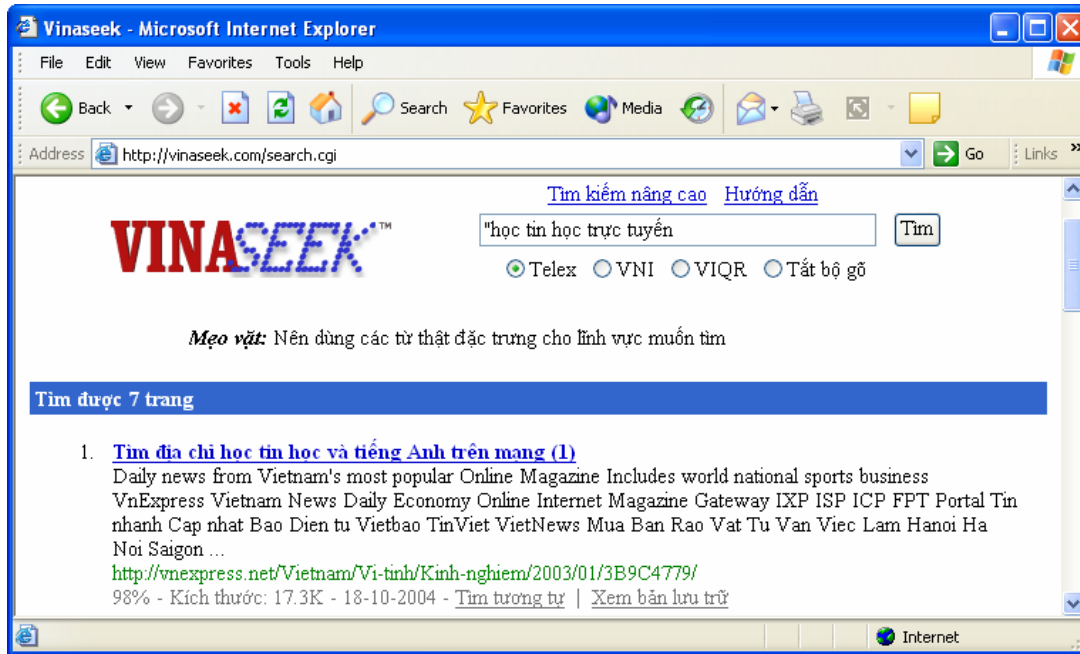 Vinaseek - Microsoft Internet Explorer
File Edit View Favorites Tools Help
Back Search Favorites Media
Address http://vinaseek.com/search.cgi Go Links »
Tìm kiếm nâng cao Hướng dẫn
VINASEEK™ "học tin học trực tuyến Tìm
Telex VNI VIQR Tắt bộ gõ
Mẹo vặt: Nên dùng các từ thật đặc trưng cho lĩnh vực muốn tìm
Tìm được 7 trang
1. Tìm địa chỉ học tin học và tiếng Anh trên mạng (1)
Daily news from Vietnam's most popular Online Magazine Includes world national sports business
VnExpress Vietnam News Daily Economy Online Internet Magazine Gateway IXP ISP ICP FPT Portal Tin
nhanh Cap nhat Bao Dien tu Vietbao TinViet VietNews Mua Ban Rao Vat Tu Van Viec Lam Hanoi Ha
Noi Saigon ...
http://vnexpress.net/Vietnam/Vi-tinh/Kinh-nghiem/2003/01/3B9C4779/
98% - Kích thước: 17.3K - 18-10-2004 - Tìm tương tự | Xem bản lưu trữ
Internet